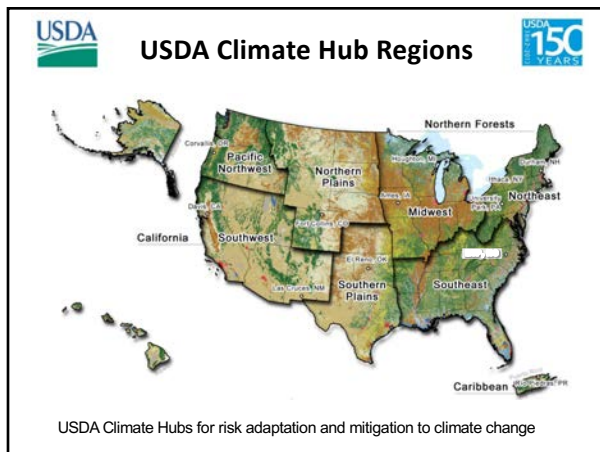 USDA
USDA Climate Hub Regions
USDA
150
YEARS
Northern Forests
Corvallis, OR
Pacific
Northwest
Northern
Plains
Houghton, MI
Durham, NH
Ithaca, NY
Northeast
University
Park, PA
Ames, IA
Midwest
Davis, CA
Fort Collins, CO
California
Southwest
El Reno, OK
Southeast
Las Cruces, NM
Southern
Plains
Puerto Rico
Caribbean
Rio Piedras, PR
USDA Climate Hubs for risk adaptation and mitigation to climate change